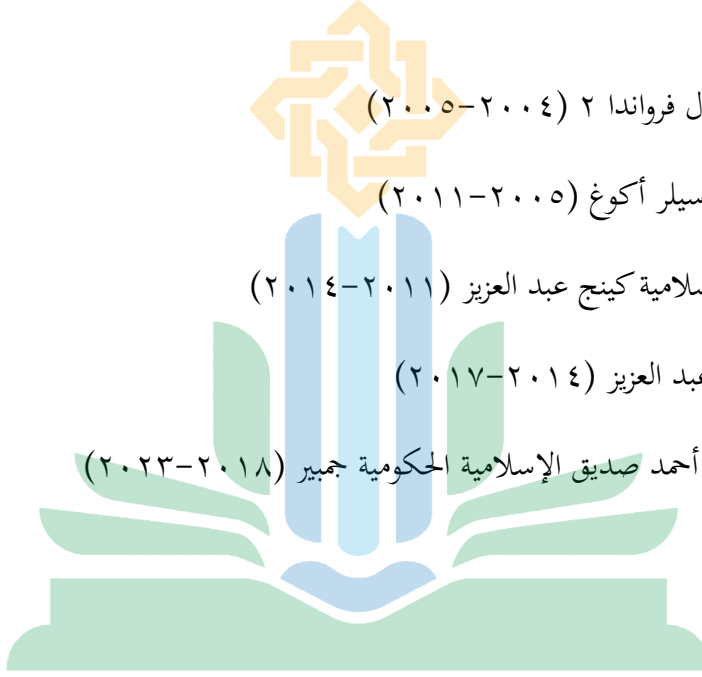 ل فرواندا ٢ (٢٠٠٤-٢٠٠٥)
سيلر أكوغ (٢٠٠٥-٢٠١١)
سلامية كينج عبد العزيز (٢٠١١-٢٠١٤)
عبد العزيز (٢٠١٤-٢٠١٧)
أحمد صديق الإسلامية الحكومية جمبير (٢٠١٨-٢٠٢٣)